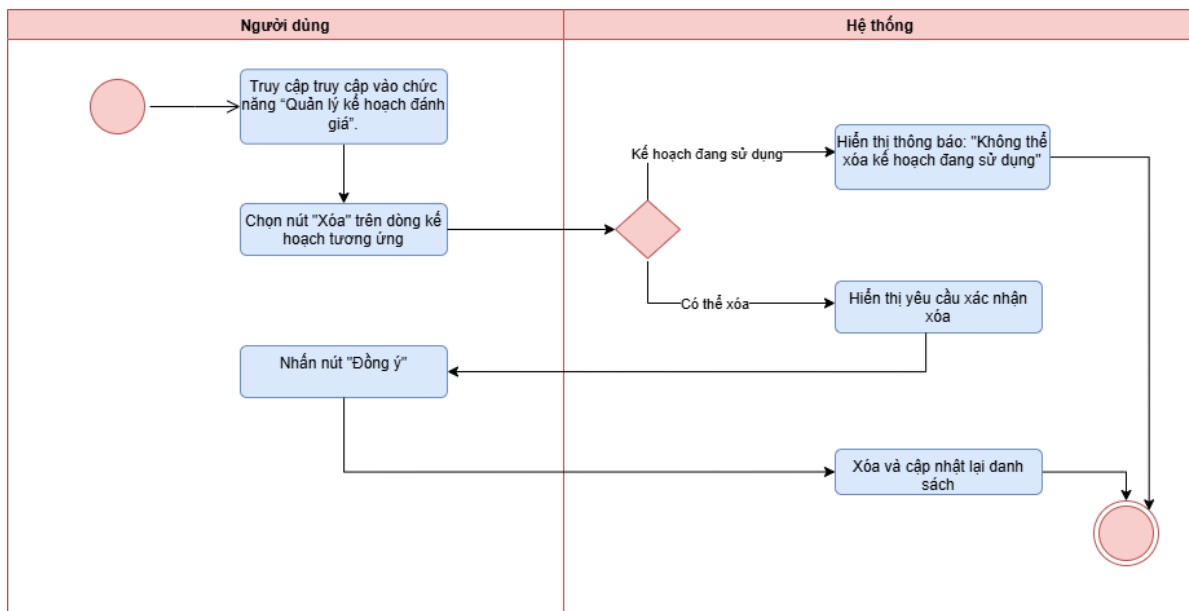 Người dùng
Hệ thống
Truy cập truy cập vào chức
năng “Quản lý kế hoạch đánh
giá”.
Kế hoạch đang sử dụng
Hiển thị thông báo: "Không thể
xóa kế hoạch đang sử dụng"
Chọn nút "Xóa" trên dòng kế
hoạch tương ứng
Có thể xóa
Hiển thị yêu cầu xác nhận
xóa
Nhấn nút "Đồng ý"
Xóa và cập nhật lại danh
sách